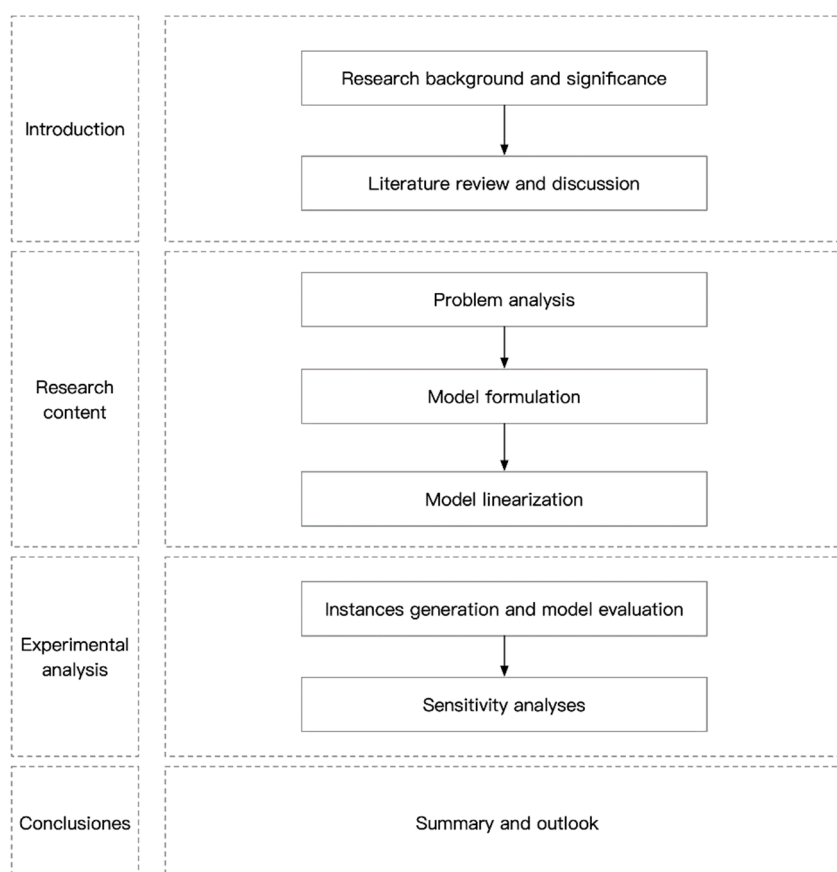 Introduction
Research background and significance
Literature review and discussion
Research
content
Problem analysis
Model formulation
Model linearization
Experimental
analysis
Instances generation and model evaluation
Sensitivity analyses
Conclusiones
Summary and outlook